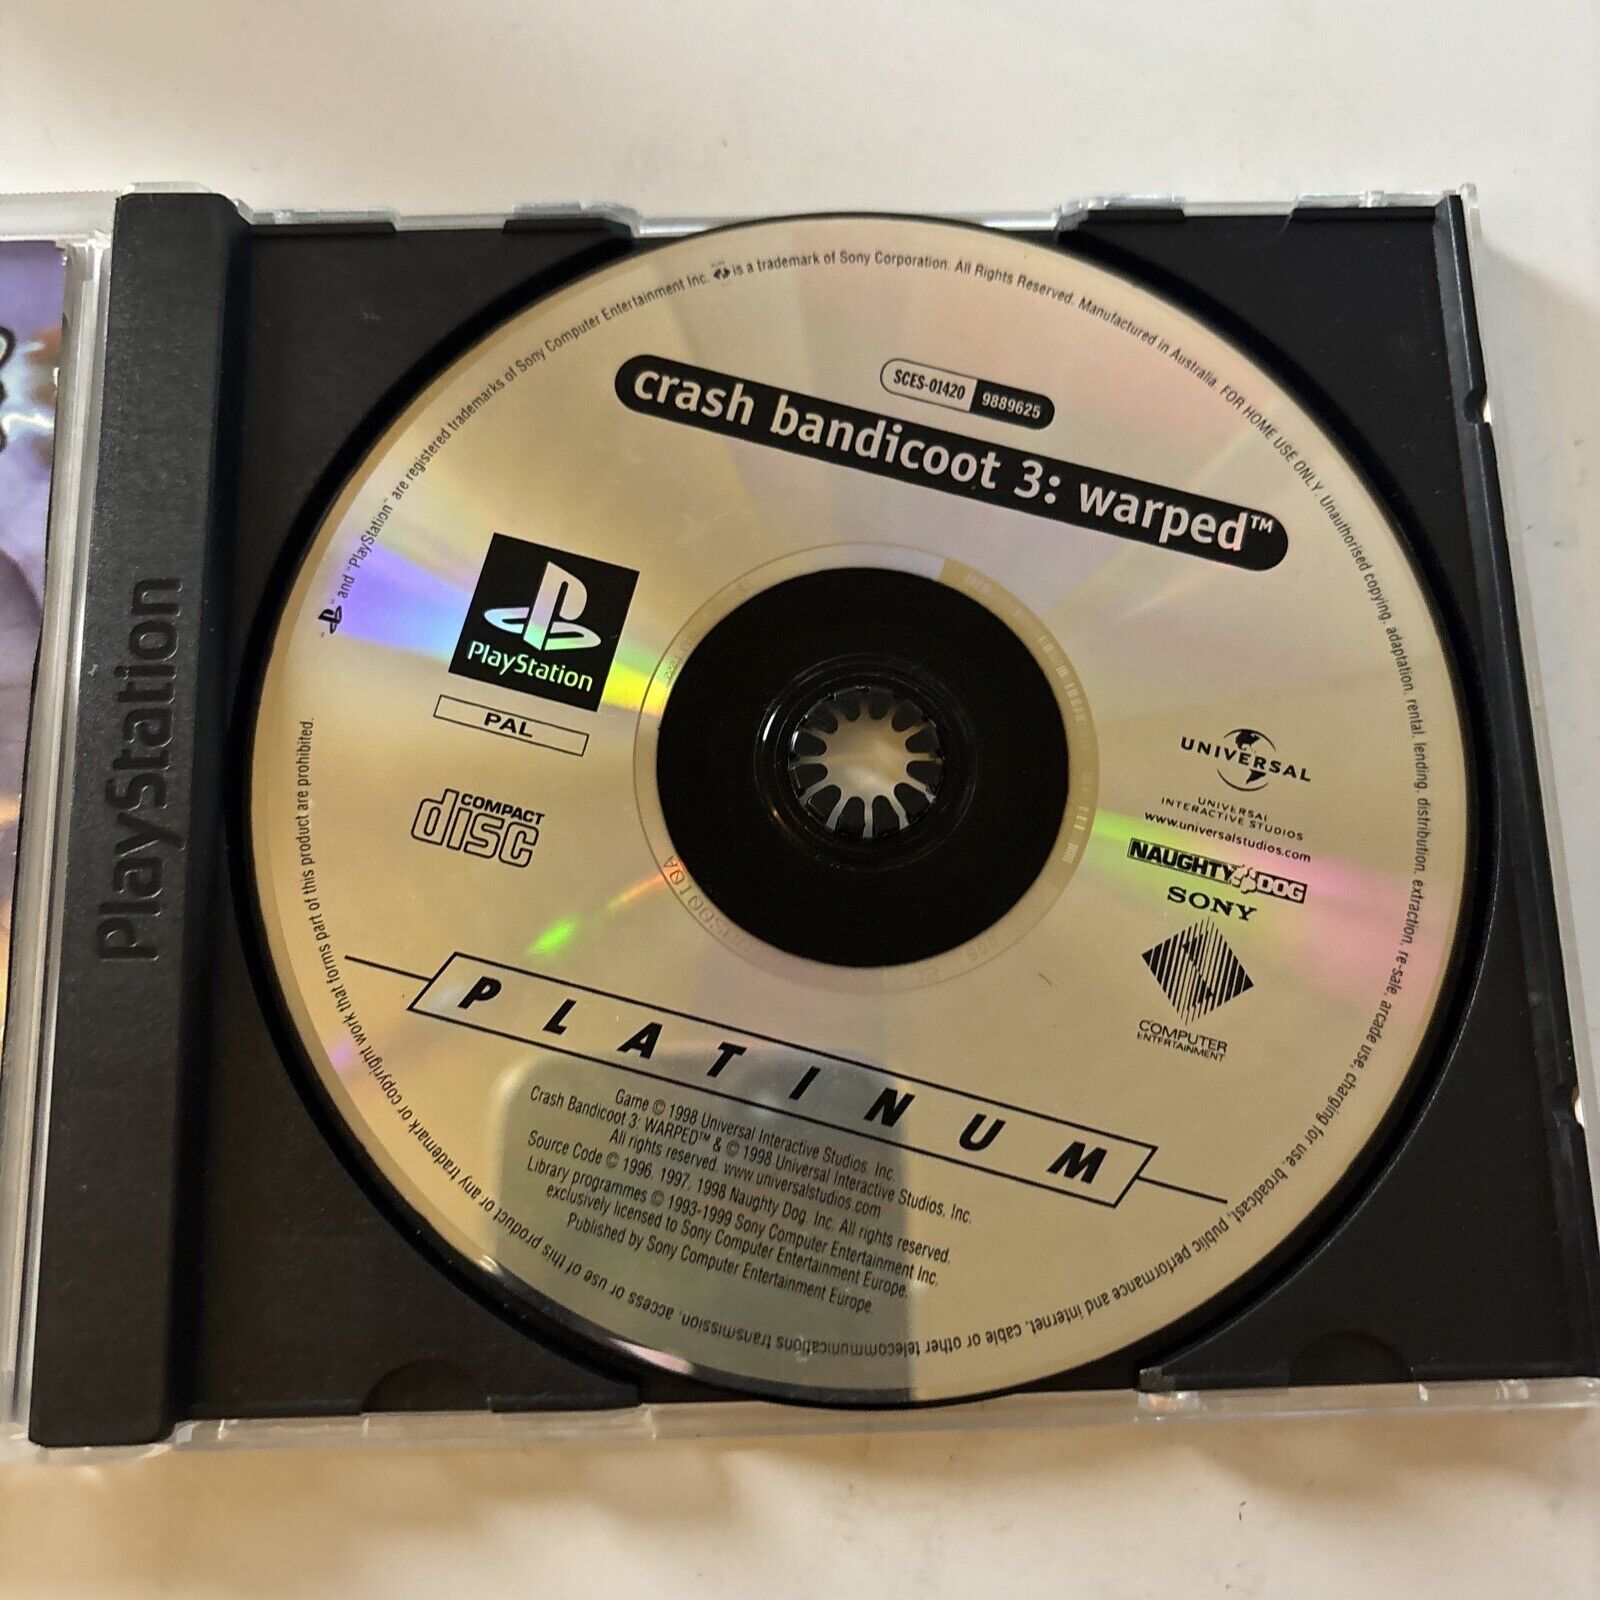 PlayStation
SCES-01420 9889625
crash bandicoot 3: warped™
PlayStation
PAL
COMPACT
disc
UNIVERSAL
UNIVERSAL
INTERACTIVE STUDIOS
www.universalstudios.com
NAUGHTY DOG
SONY
COMPUTER
ENTERTAINMENT
PLATINUM
Game © 1998 Universal Interactive Studios, Inc.
Crash Bandicoot 3: WARPED™ & © 1998 Universal Interactive Studios, Inc.
All rights reserved. www.universalstudios.com
Source Code © 1996, 1997, 1998 Naughty Dog, Inc. All rights reserved.
Library programmes © 1993-1999 Sony Computer Entertainment Inc.
exclusively licensed to Sony Computer Entertainment Europe.
Published by Sony Computer Entertainment Europe.
" " and "PlayStation" are registered trademarks of Sony Computer Entertainment Inc. is a trademark of Sony Corporation. All Rights Reserved. Manufactured in Australia. FOR HOME USE ONLY. Unauthorised copying, adaptation, rental, lending, distribution, extraction, re-sale, arcade use, charging for use, broadcast, public performance and internet, cable or other telecommunications transmission, access or use of this product or any trademark or copyright work that forms part of this product are prohibited.